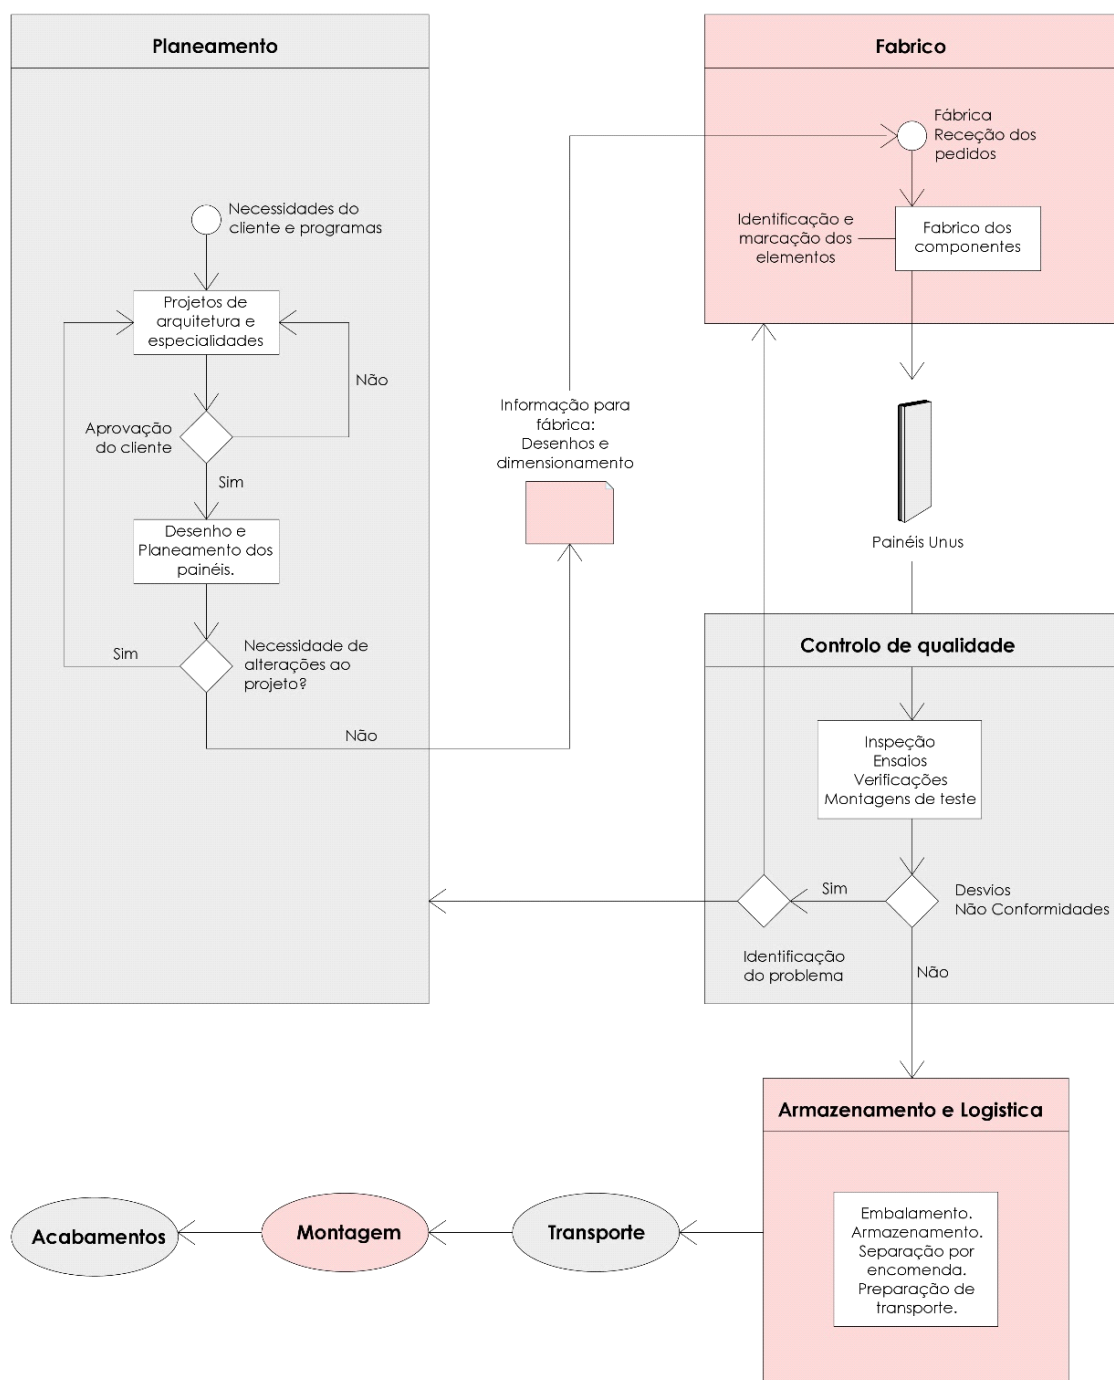 Planeamento
Necessidades do
cliente e programas
Projetos de
arquitetura e
especialidades
Não
Aprovação
do cliente
Sim
Desenho e
Planeamento dos
painéis.
Necessidade de
alterações ao
projeto?
Sim
Não
Informação para
fábrica:
Desenhos e
dimensionamento
Fabrico
Fábrica
Receção dos
pedidos
Identificação e
marcação dos
elementos
Fabrico dos
componentes
Painéis Unus
Controlo de qualidade
Inspeção
Ensaios
Verificações
Montagens de teste
Sim
Desvios
Não Conformidades
Identificação
do problema
Não
Armazenamento e Logistica
Embalamento.
Armazenamento.
Separação por
encomenda.
Preparação de
transporte.
Transporte
Montagem
Acabamentos